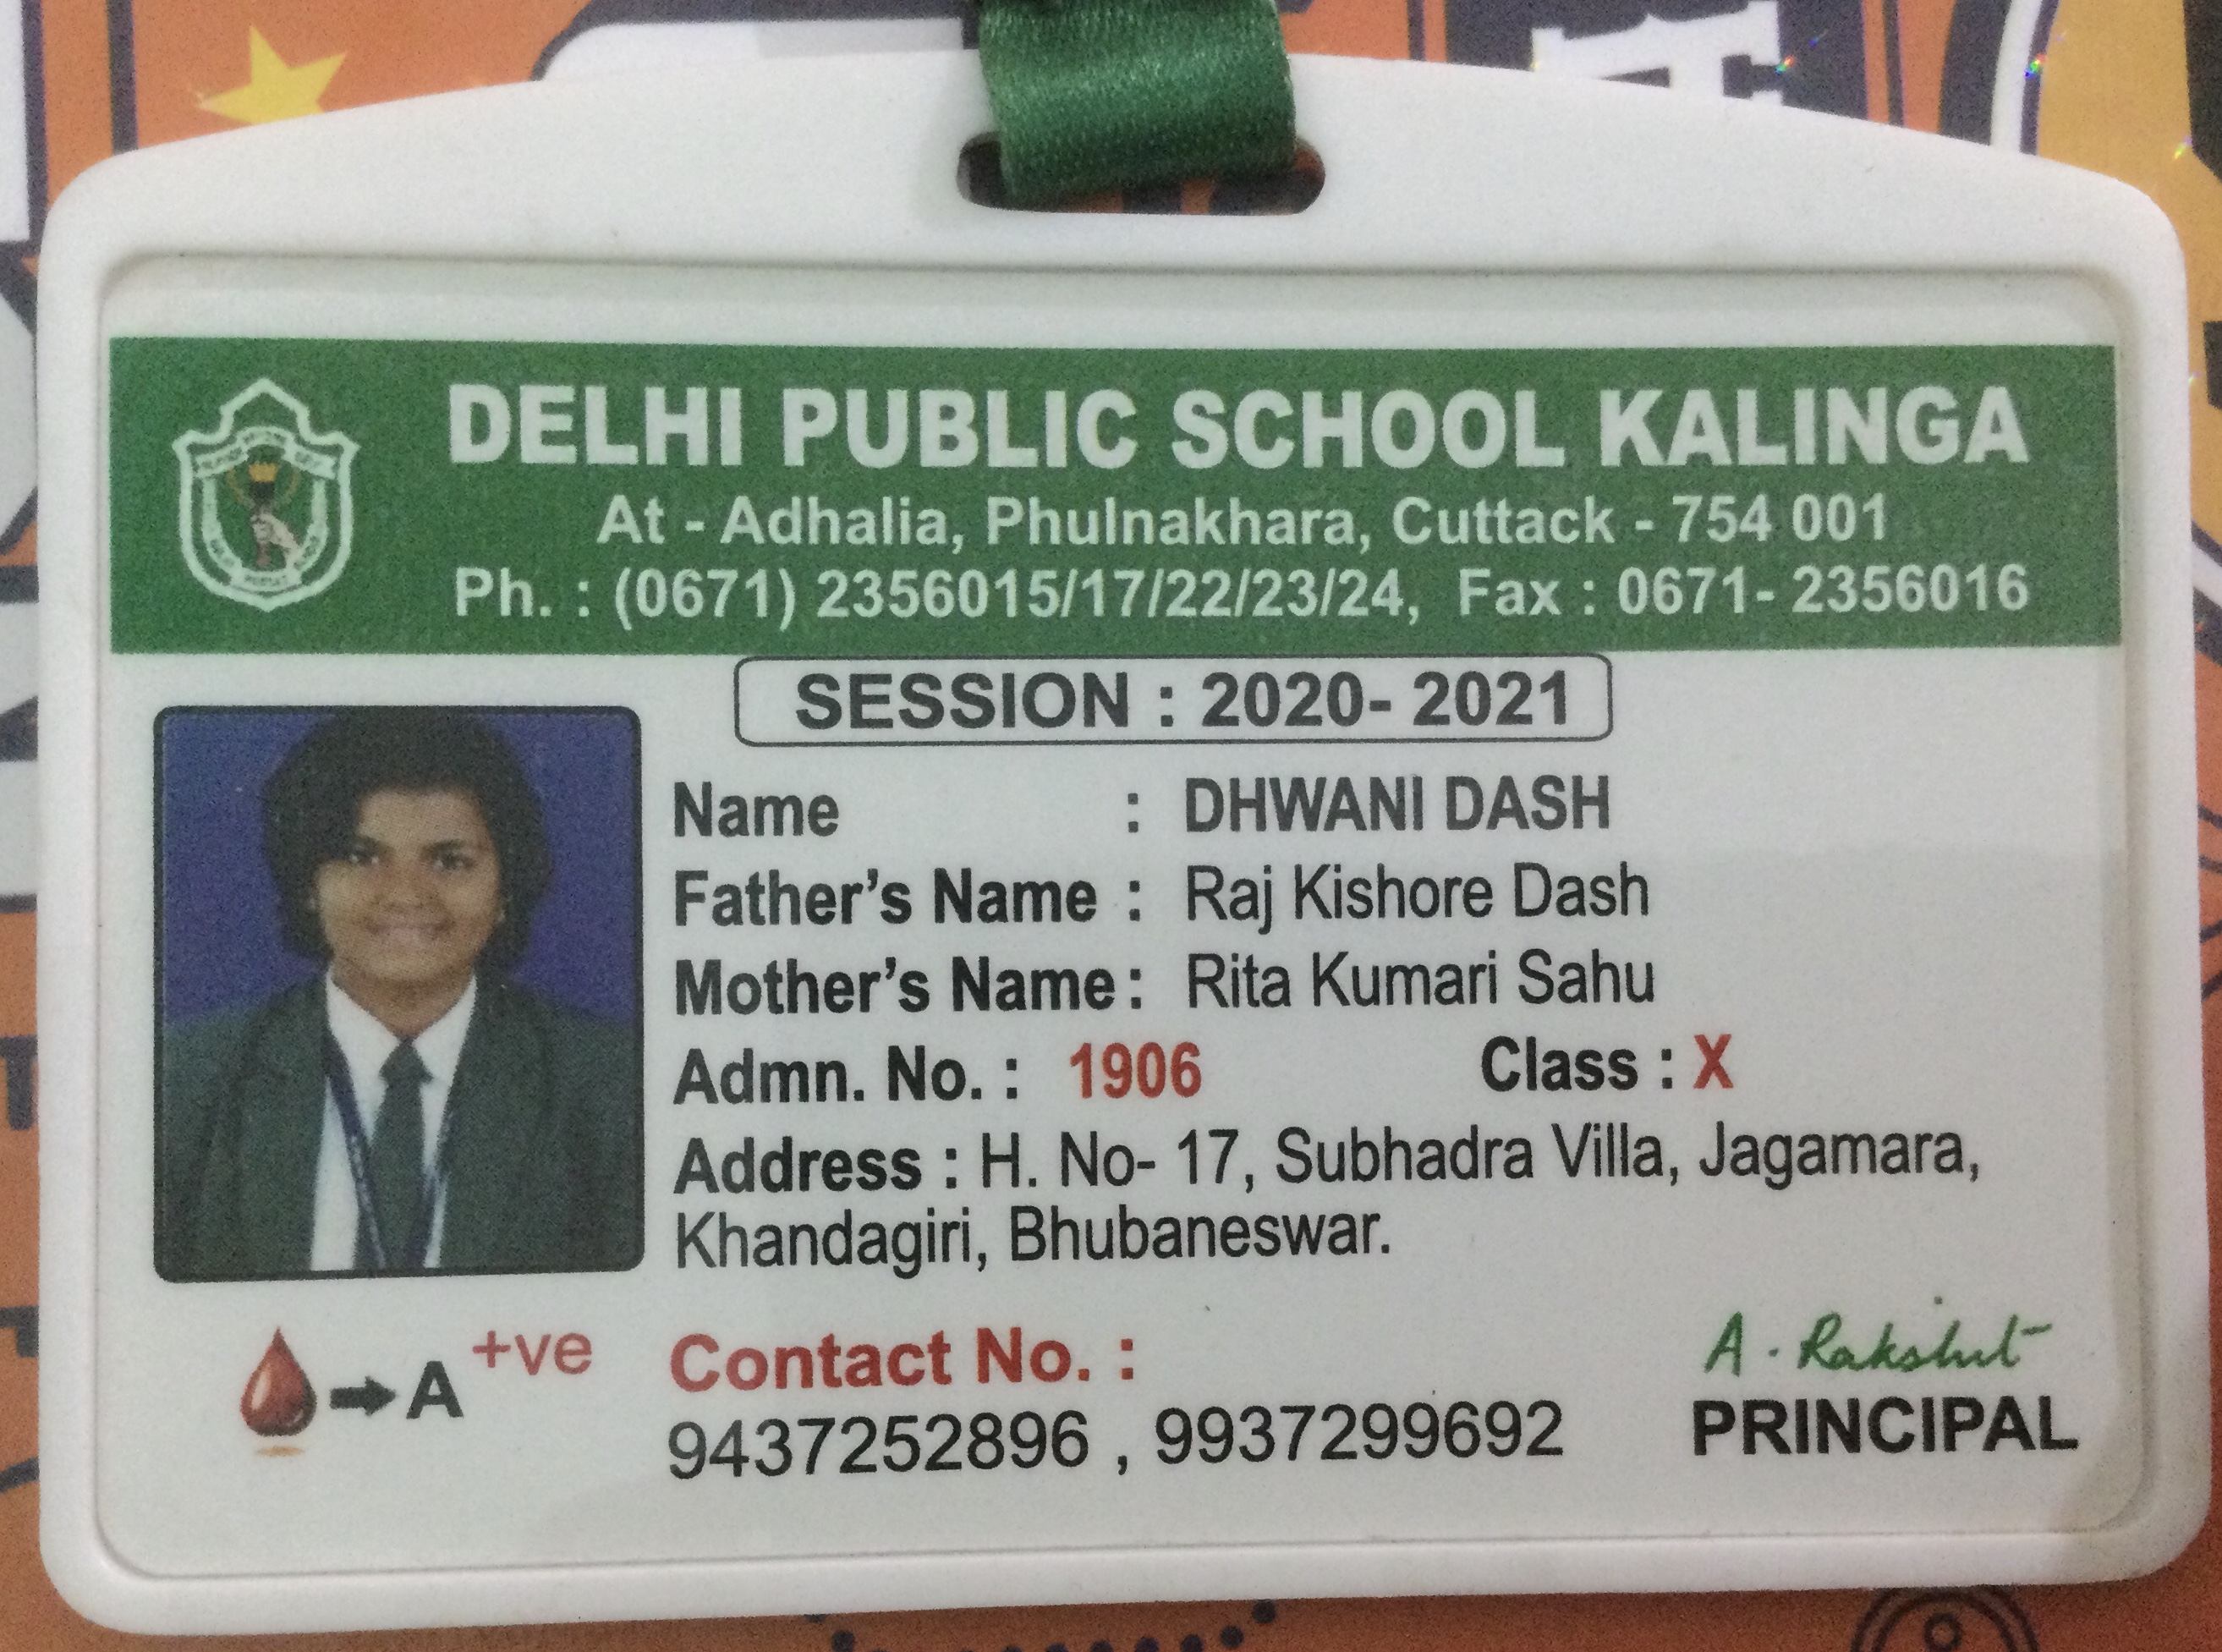 DELHI PUBLIC SCHOOL KALINGA
At - Adhalia, Phulnakhara, Cuttack - 754 001
Ph. : (0671) 2356015/17/22/23/24, Fax : 0671- 2356016
SESSION : 2020- 2021
Name : DHWANI DASH
Father's Name : Raj Kishore Dash
Mother's Name : Rita Kumari Sahu
Admn. No. : 1906 Class : X
Address : H. No- 17, Subhadra Villa, Jagamara,
Khandagiri, Bhubaneswar.
A +ve
Contact No. :
9437252896 , 9937299692
A. Rakshit
PRINCIPAL